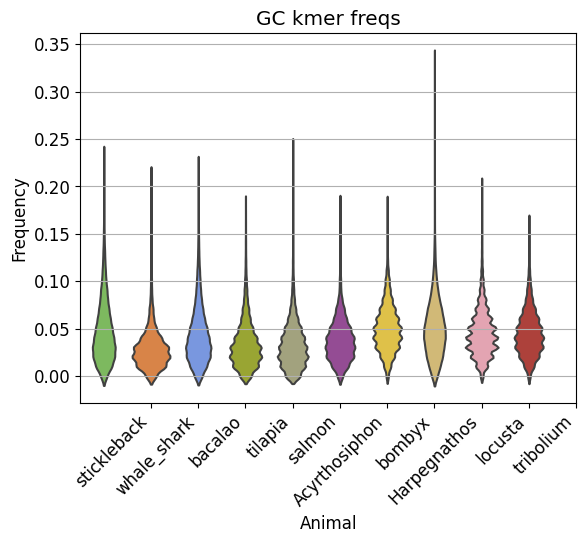 GC kmer freqs
0.35
0.30
0.25
0.20
0.15
0.10
0.05
0.00
Frequency
stickleback
whale_shark
bacalao
tilapia
salmon
Acyrthosiphon
bombyx
Harpegnathos
locusta
tribolium
Animal